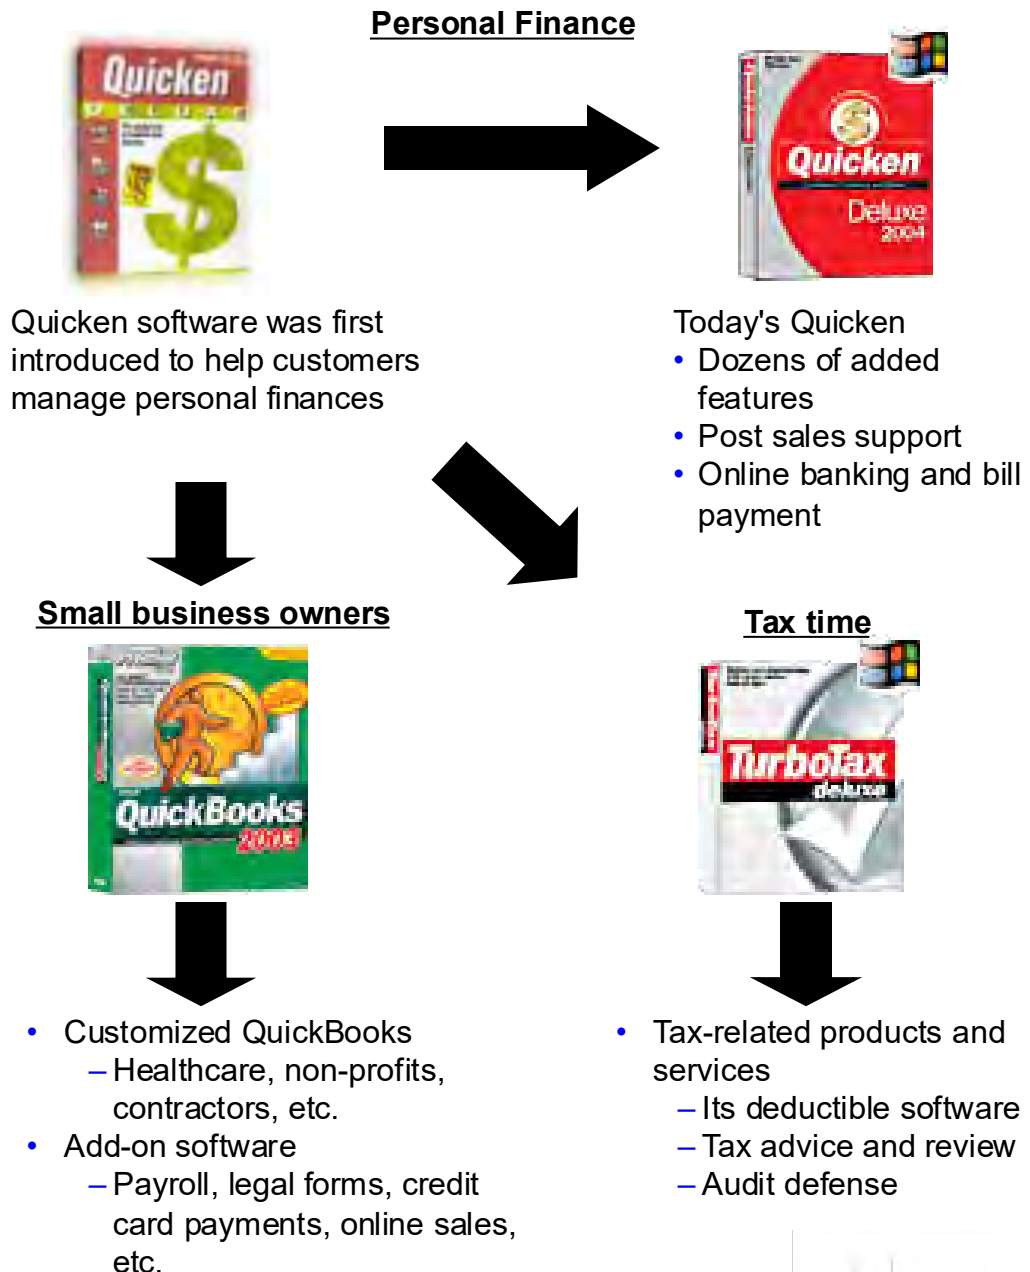 Personal Finance
Quicken
DELUXE
Quicken
Deluxe
2004
Quicken software was first
introduced to help customers
manage personal finances
Today's Quicken
• Dozens of added
features
• Post sales support
• Online banking and bill
payment
Small business owners
QuickBooks
Tax time
TurboTax
deluxe
• Customized QuickBooks
– Healthcare, non-profits,
contractors, etc.
• Add-on software
– Payroll, legal forms, credit
card payments, online sales,
etc.
• Tax-related products and
services
– Its deductible software
– Tax advice and review
– Audit defense